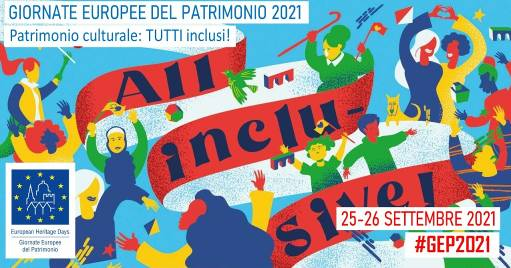 GIORNATE EUROPEE DEL PATRIMONIO 2021
Patrimonio culturale: TUTTI inclusi!
All
inclu-
sive!
European Heritage Days
Giornate Europee
del Patrimonio
25-26 SETTEMBRE 2021
#GEP2021